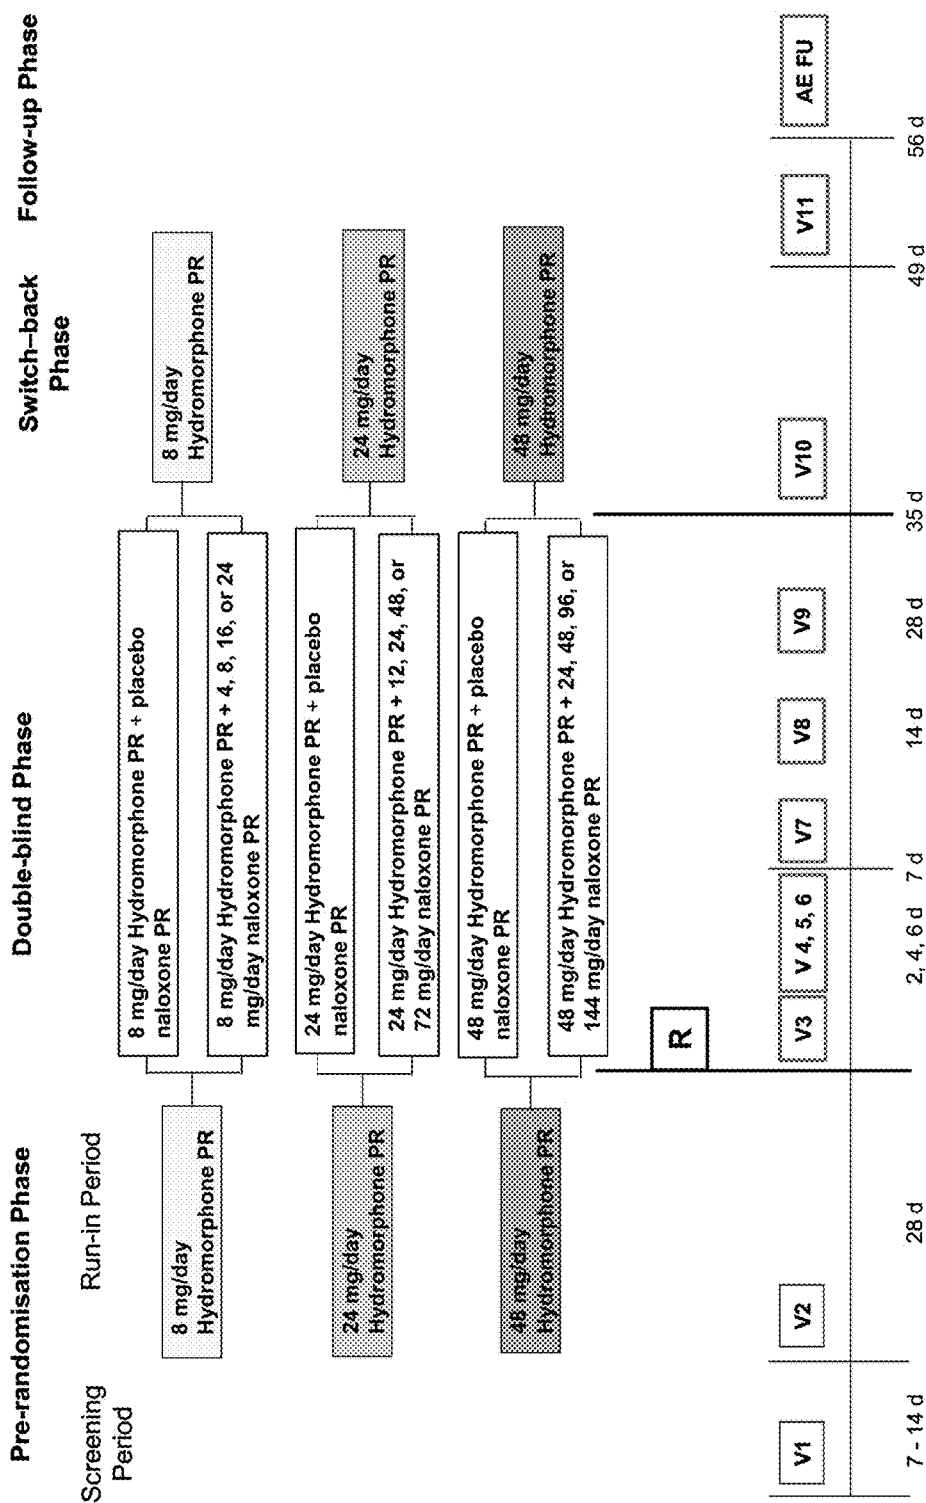 Pre-randomisation Phase
Double-blind Phase
Switch–back
Phase
Follow-up Phase
Screening
Period
Run-in Period
8 mg/day
Hydromorphone PR
8 mg/day Hydromorphone PR + placebo
naloxone PR
8 mg/day Hydromorphone PR + 4, 8, 16, or 24
mg/day naloxone PR
8 mg/day
Hydromorphone PR
24 mg/day
Hydromorphone PR
24 mg/day Hydromorphone PR + placebo
naloxone PR
24 mg/day Hydromorphone PR + 12, 24, 48, or
72 mg/day naloxone PR
24 mg/day
Hydromorphone PR
48 mg/day
Hydromorphone PR
48 mg/day Hydromorphone PR + placebo
naloxone PR
48 mg/day Hydromorphone PR + 24, 48, 96, or
144 mg/day naloxone PR
48 mg/day
Hydromorphone PR
R
V1
V2
V3
V 4, 5, 6
V7
V8
V9
V10
V11
AE FU
7 - 14 d
28 d
2, 4, 6 d
7 d
14 d
28 d
35 d
49 d
56 d